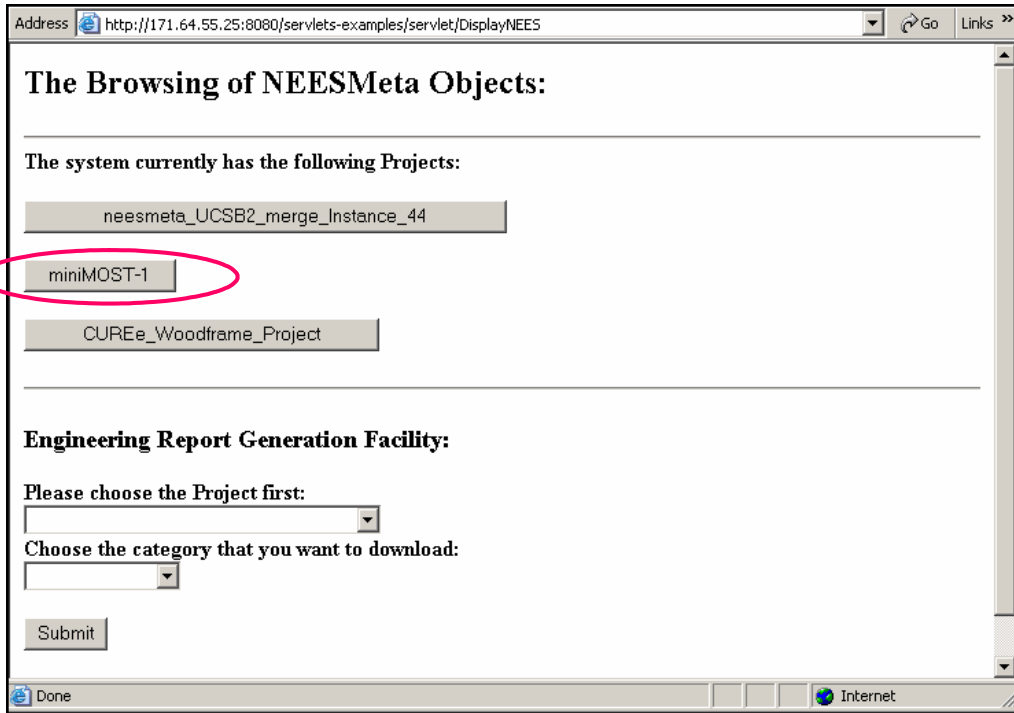 Address http://171.64.55.25:8080/servlets-examples/servlet/DisplayNEES Go Links »
The Browsing of NEESMeta Objects:
The system currently has the following Projects:
neesmeta_UCSB2_merge_Instance_44
miniMOST-1
CUREe_Woodframe_Project
Engineering Report Generation Facility:
Please choose the Project first:
Choose the category that you want to download:
Submit
Done Internet